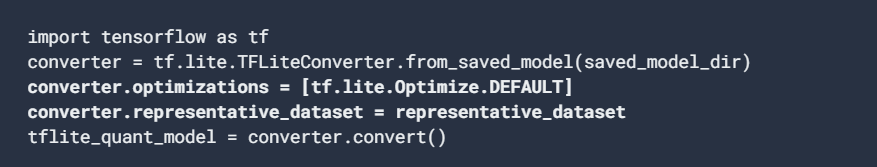 import tensorflow as tf
converter = tf.lite.TFLiteConverter.from_saved_model(saved_model_dir)
converter.optimizations = [tf.lite.Optimize.DEFAULT]
converter.representative_dataset = representative_dataset
tflite_quant_model = converter.convert()